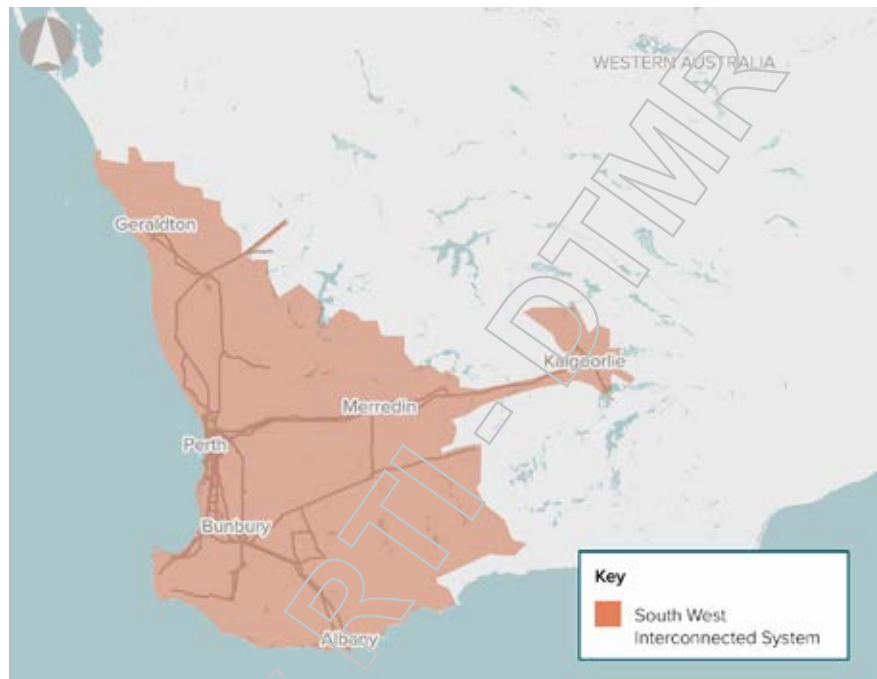 WESTERN AUSTRALIA
Geraldton
Kalgoorlie
Merredin
Perth
Bunbury
Albany
RTI - DTMR
Key
South West
Interconnected System